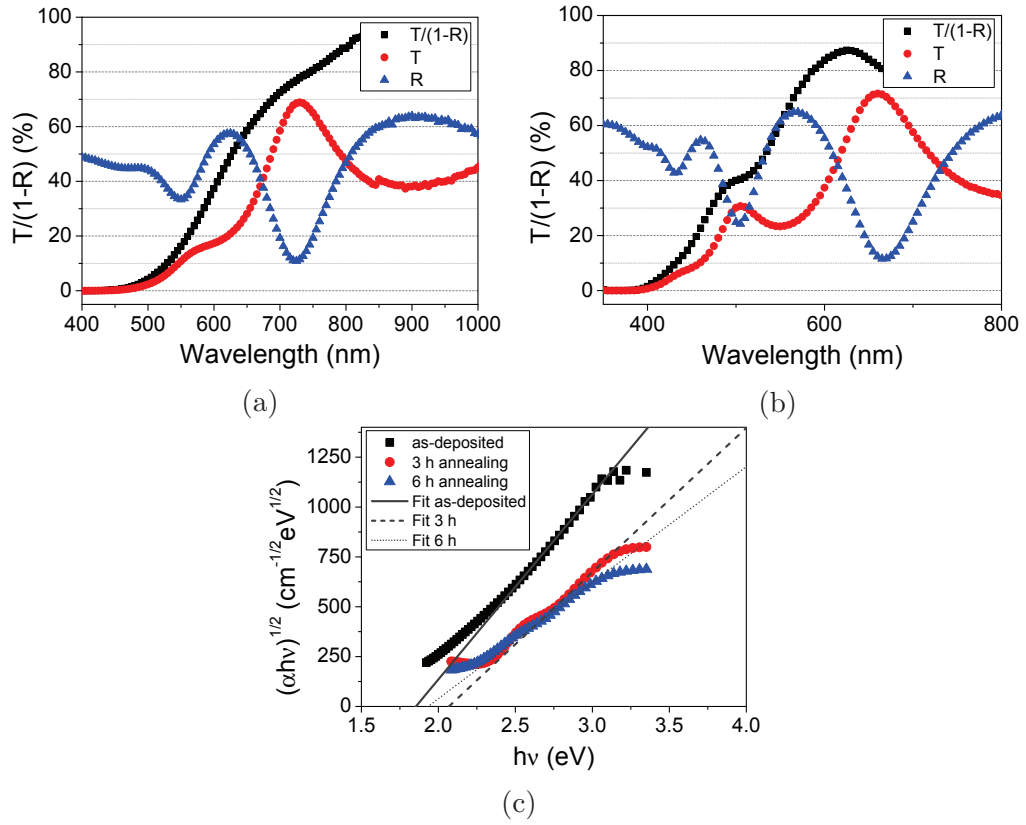 T/(1-R) (%)
100
80
60
40
20
0
T/(1-R)
T
R
400 500 600 700 800 900 1000
Wavelength (nm)
(a)
T/(1-R) (%)
100
80
60
40
20
0
T/(1-R)
T
R
400 600 800
Wavelength (nm)
(b)
(αhν)^1/2 (cm^-1/2 eV^1/2)
1250
1000
750
500
250
0
as-deposited
3 h annealing
6 h annealing
Fit as-deposited
Fit 3 h
Fit 6 h
1.5 2.0 2.5 3.0 3.5 4.0
hν (eV)
(c)